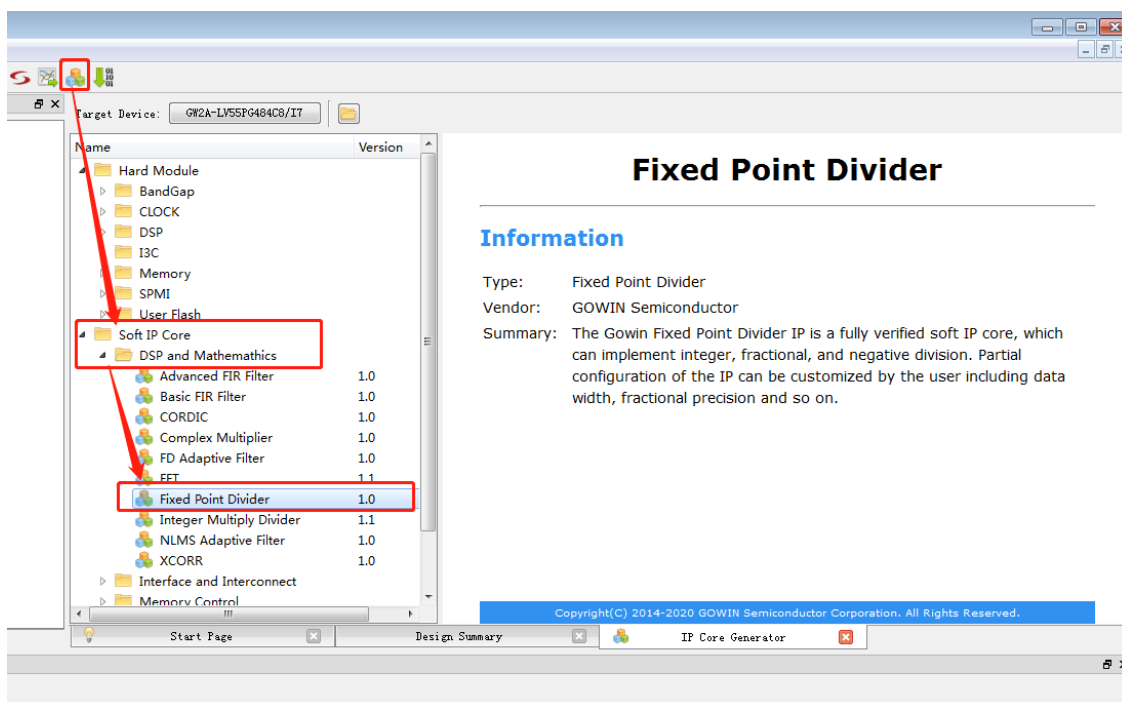 Target Device: GW2A-LV55PG484C8/I7
Name Version
Hard Module
BandGap
CLOCK
DSP
I3C
Memory
SPMI
User Flash
Soft IP Core
DSP and Mathemathics
Advanced FIR Filter 1.0
Basic FIR Filter 1.0
CORDIC 1.0
Complex Multiplier 1.0
FD Adaptive Filter 1.0
FFT 1.1
Fixed Point Divider 1.0
Integer Multiply Divider 1.1
NLMS Adaptive Filter 1.0
XCORR 1.0
Interface and Interconnect
Memory Control
Fixed Point Divider
Information
Type: Fixed Point Divider
Vendor: GOWIN Semiconductor
Summary: The Gowin Fixed Point Divider IP is a fully verified soft IP core, which
can implement integer, fractional, and negative division. Partial
configuration of the IP can be customized by the user including data
width, fractional precision and so on.
Copyright(C) 2014-2020 GOWIN Semiconductor Corporation. All Rights Reserved.
Start Page Design Summary IP Core Generator